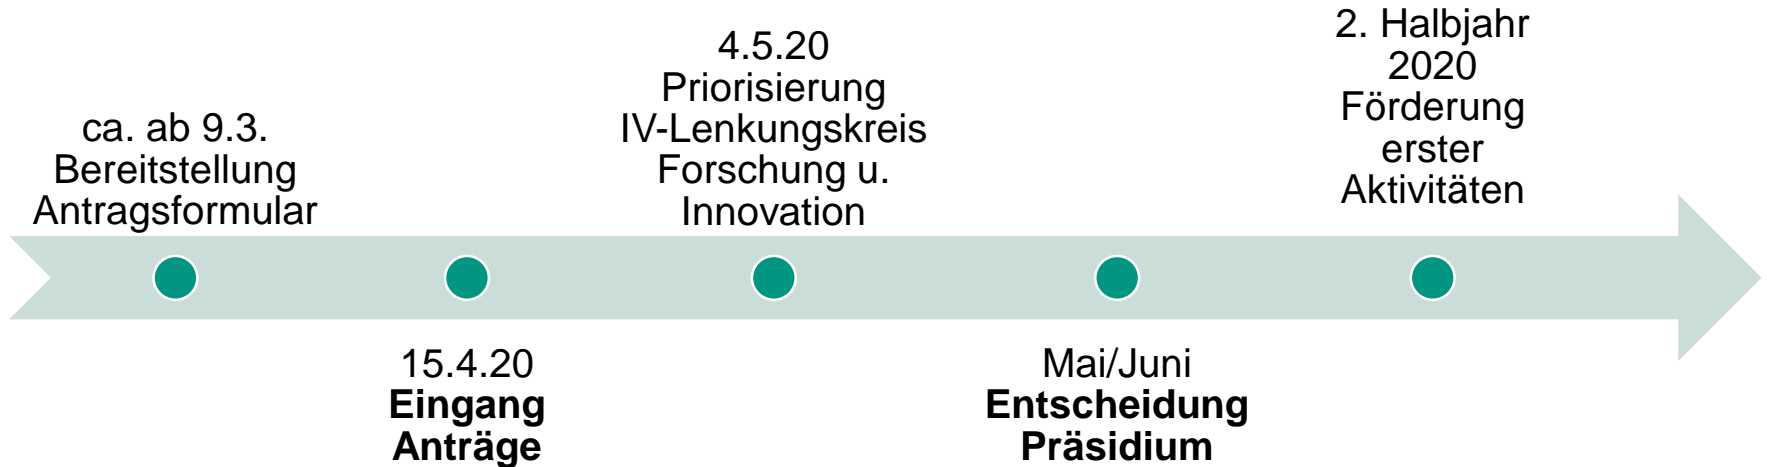 ca. ab 9.3.
Bereitstellung
Antragsformular
15.4.20
Eingang
Anträge
4.5.20
Priorisierung
IV-Lenkungskreis
Forschung u.
Innovation
Mai/Juni
Entscheidung
Präsidium
2. Halbjahr
2020
Förderung
erster
Aktivitäten